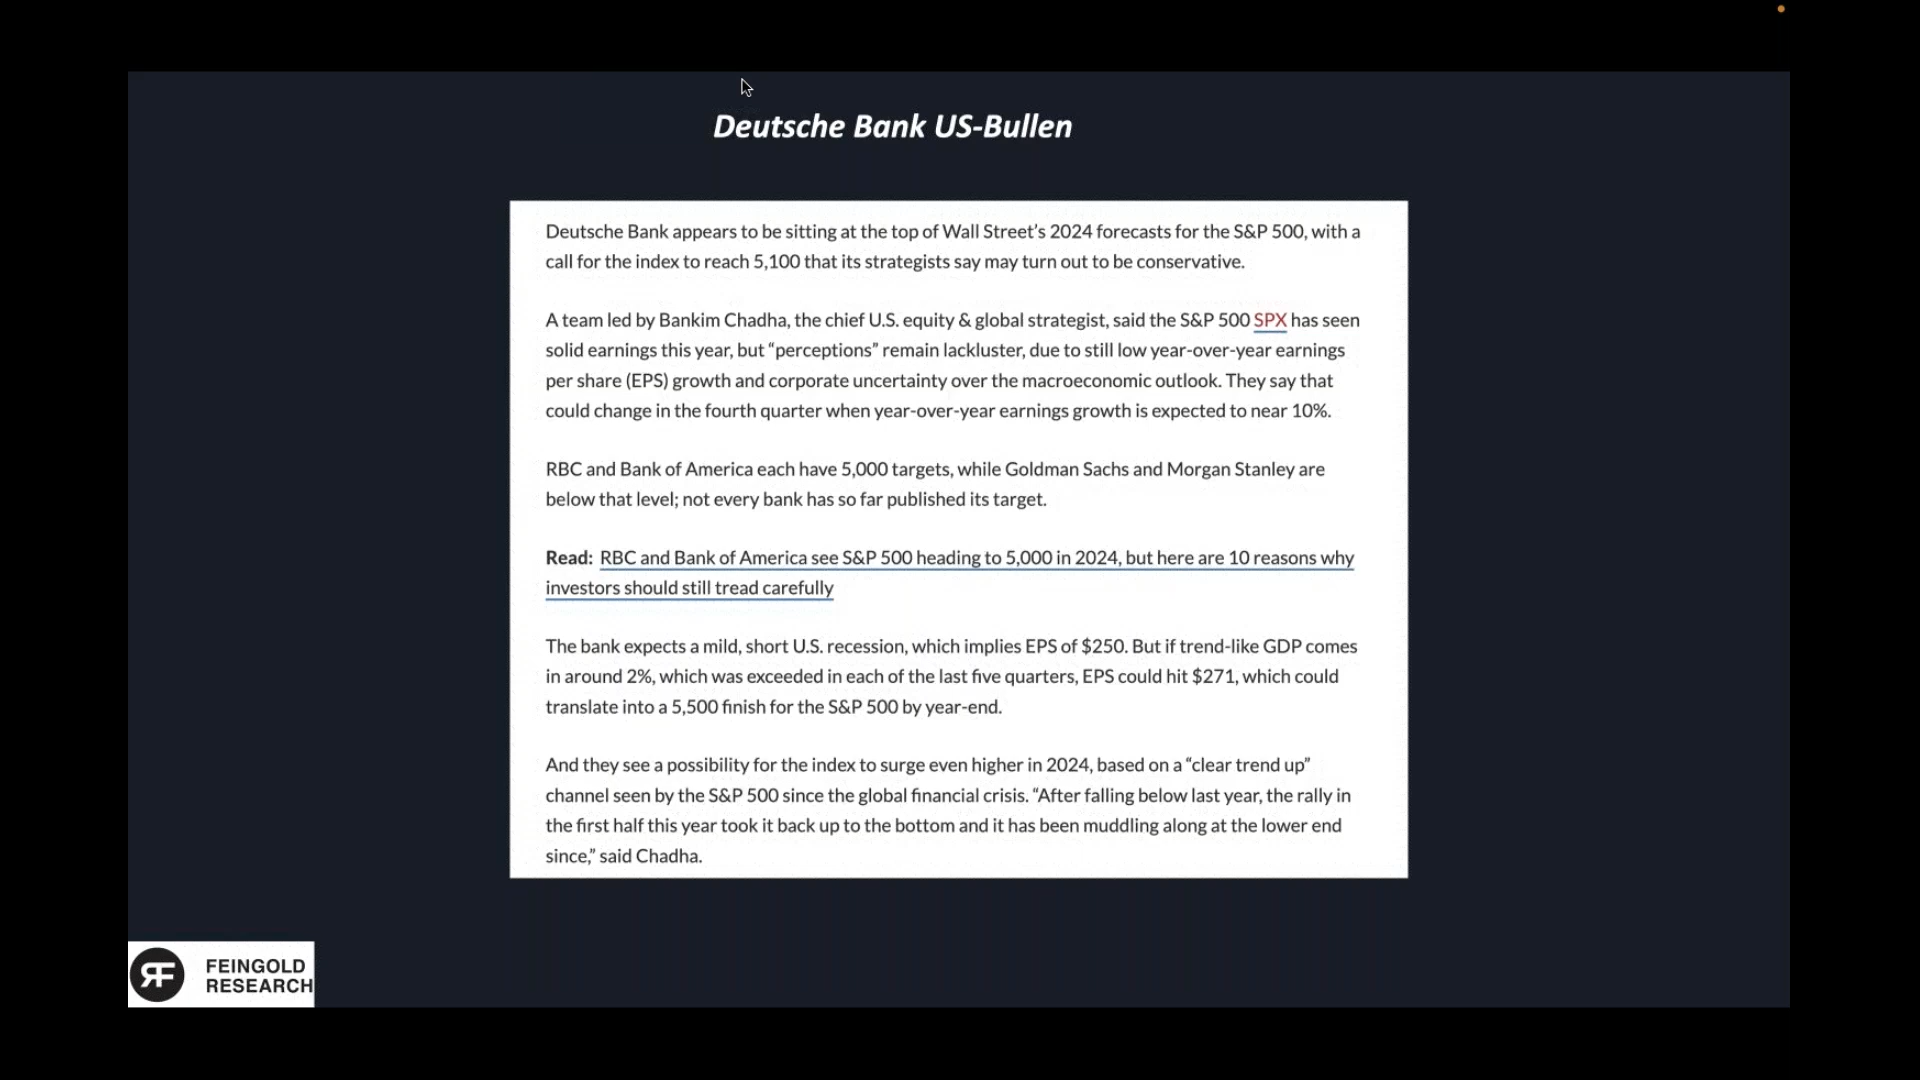 Deutsche Bank US-Bullen
Deutsche Bank appears to be sitting at the top of Wall Street’s 2024 forecasts for the S&P 500, with a
call for the index to reach 5,100 that its strategists say may turn out to be conservative.
A team led by Bankim Chadha, the chief U.S. equity & global strategist, said the S&P 500 SPX has seen
solid earnings this year, but “perceptions” remain lackluster, due to still low year-over-year earnings
per share (EPS) growth and corporate uncertainty over the macroeconomic outlook. They say that
could change in the fourth quarter when year-over-year earnings growth is expected to near 10%.
RBC and Bank of America each have 5,000 targets, while Goldman Sachs and Morgan Stanley are
below that level; not every bank has so far published its target.
Read: RBC and Bank of America see S&P 500 heading to 5,000 in 2024, but here are 10 reasons why
investors should still tread carefully
The bank expects a mild, short U.S. recession, which implies EPS of $250. But if trend-like GDP comes
in around 2%, which was exceeded in each of the last five quarters, EPS could hit $271, which could
translate into a 5,500 finish for the S&P 500 by year-end.
And they see a possibility for the index to surge even higher in 2024, based on a “clear trend up”
channel seen by the S&P 500 since the global financial crisis. “After falling below last year, the rally in
the first half this year took it back up to the bottom and it has been muddling along at the lower end
since,” said Chadha.
FEINGOLD
RESEARCH